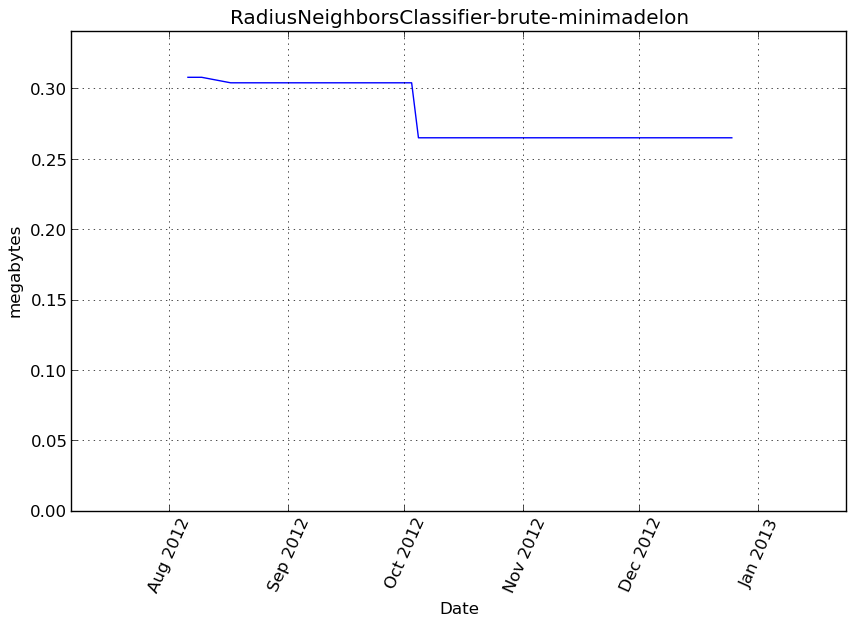 RadiusNeighborsClassifier-brute-minimadelon
megabytes
0.30
0.25
0.20
0.15
0.10
0.05
0.00
Aug 2012
Sep 2012
Oct 2012
Nov 2012
Dec 2012
Jan 2013
Date